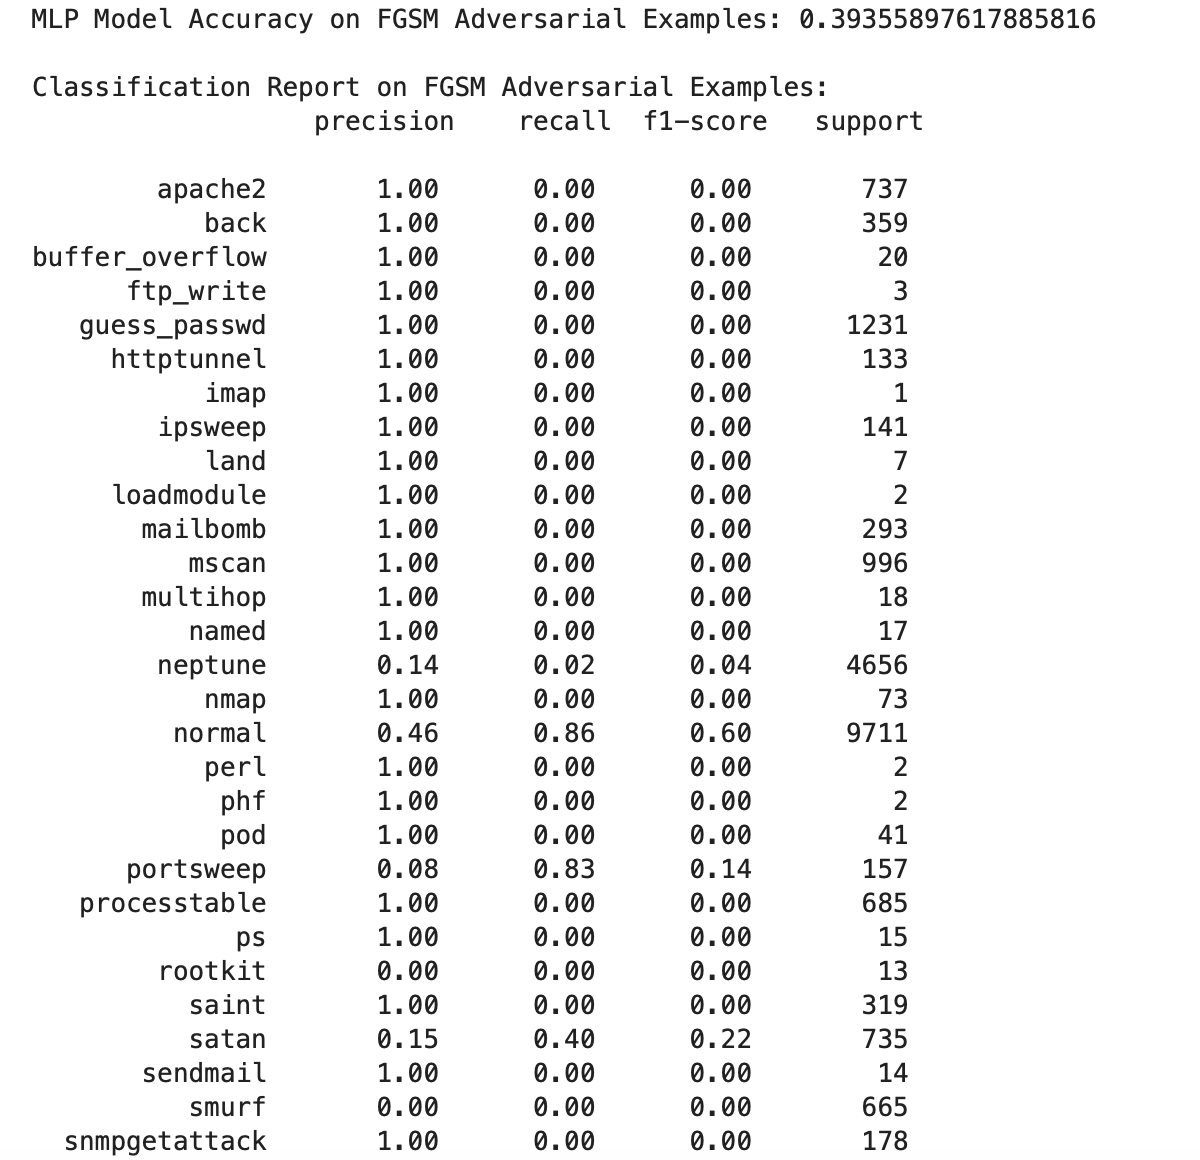 MLP Model Accuracy on FGSM Adversarial Examples: 0.39355897617885816
Classification Report on FGSM Adversarial Examples:
precision recall f1-score support
apache2 1.00 0.00 0.00 737
back 1.00 0.00 0.00 359
buffer_overflow 1.00 0.00 0.00 20
ftp_write 1.00 0.00 0.00 3
guess_passwd 1.00 0.00 0.00 1231
httptunnel 1.00 0.00 0.00 133
imap 1.00 0.00 0.00 1
ipsweep 1.00 0.00 0.00 141
land 1.00 0.00 0.00 7
loadmodule 1.00 0.00 0.00 2
mailbomb 1.00 0.00 0.00 293
mscan 1.00 0.00 0.00 996
multihop 1.00 0.00 0.00 18
named 1.00 0.00 0.00 17
neptune 0.14 0.02 0.04 4656
nmap 1.00 0.00 0.00 73
normal 0.46 0.86 0.60 9711
perl 1.00 0.00 0.00 2
phf 1.00 0.00 0.00 2
pod 1.00 0.00 0.00 41
portsweep 0.08 0.83 0.14 157
processtable 1.00 0.00 0.00 685
ps 1.00 0.00 0.00 15
rootkit 0.00 0.00 0.00 13
saint 1.00 0.00 0.00 319
satan 0.15 0.40 0.22 735
sendmail 1.00 0.00 0.00 14
smurf 0.00 0.00 0.00 665
snmpgetattack 1.00 0.00 0.00 178